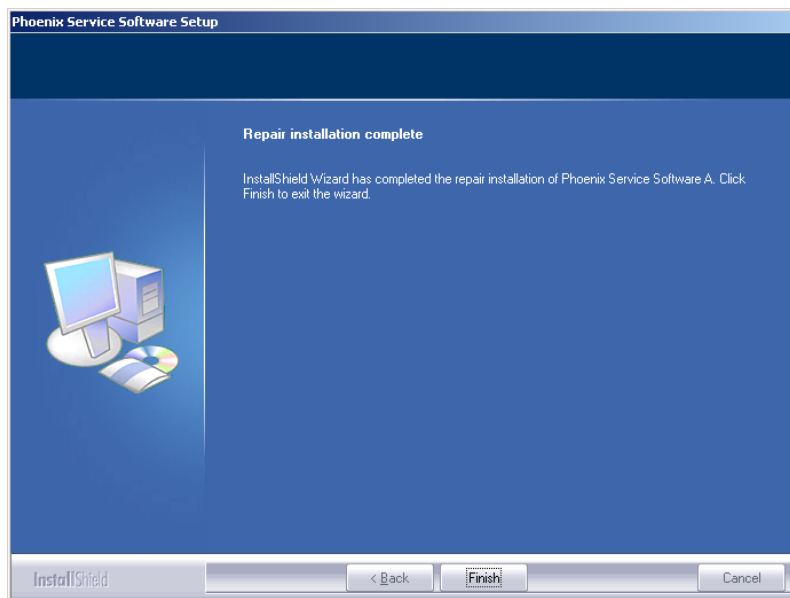 Phoenix Service Software Setup
Repair installation complete
InstallShield Wizard has completed the repair installation of Phoenix Service Software A. Click
Finish to exit the wizard.
InstallShield
< Back
Finish
Cancel